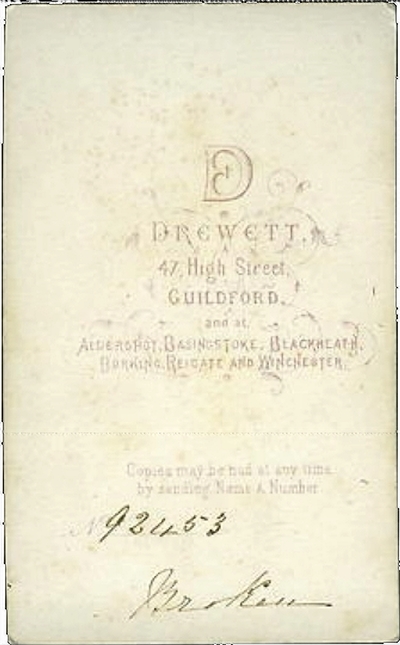 D
DREWETT.
47, High Street,
GUILDFORD.
and at
ALDERSHOT, BASINGSTOKE, BLACKHEATH,
DORKING, REIGATE AND WINCHESTER.
Copies may be had at any time
by sending Name & Number.
No 92453
Broken